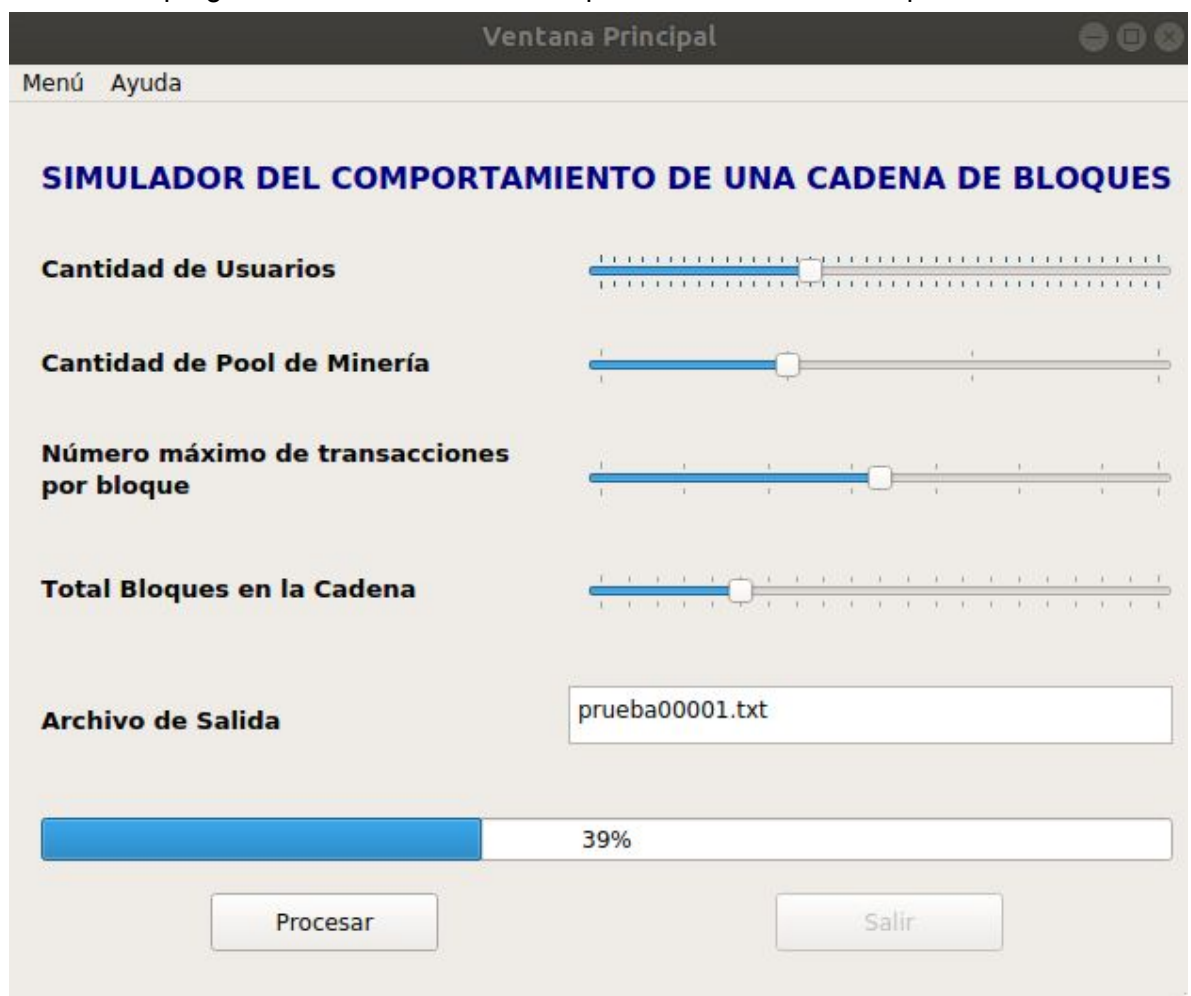 Ventana Principal
Menú Ayuda
SIMULADOR DEL COMPORTAMIENTO DE UNA CADENA DE BLOQUES
Cantidad de Usuarios
Cantidad de Pool de Minería
Número máximo de transacciones
por bloque
Total Bloques en la Cadena
Archivo de Salida
prueba00001.txt
39%
Procesar
Salir